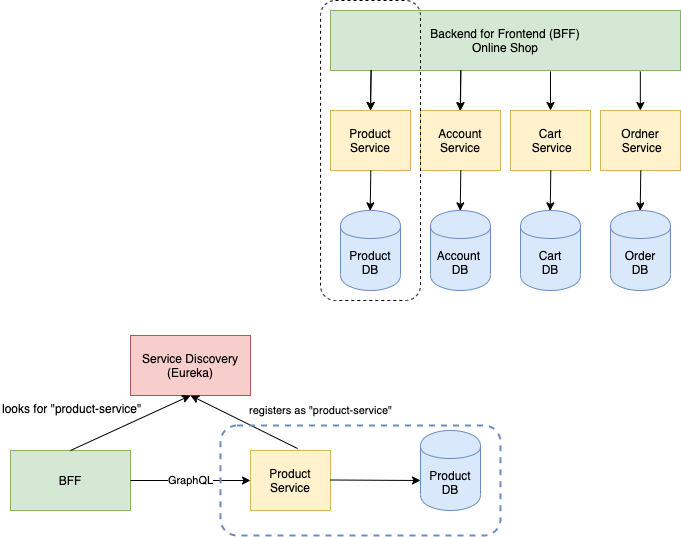 Backend for Frontend (BFF)
Online Shop
Product
Service
Account
Service
Cart
Service
Ordner
Service
Product
DB
Account
DB
Cart
DB
Order
DB
Service Discovery
(Eureka)
looks for "product-service"
registers as "product-service"
BFF
GraphQL
Product
Service
Product
DB